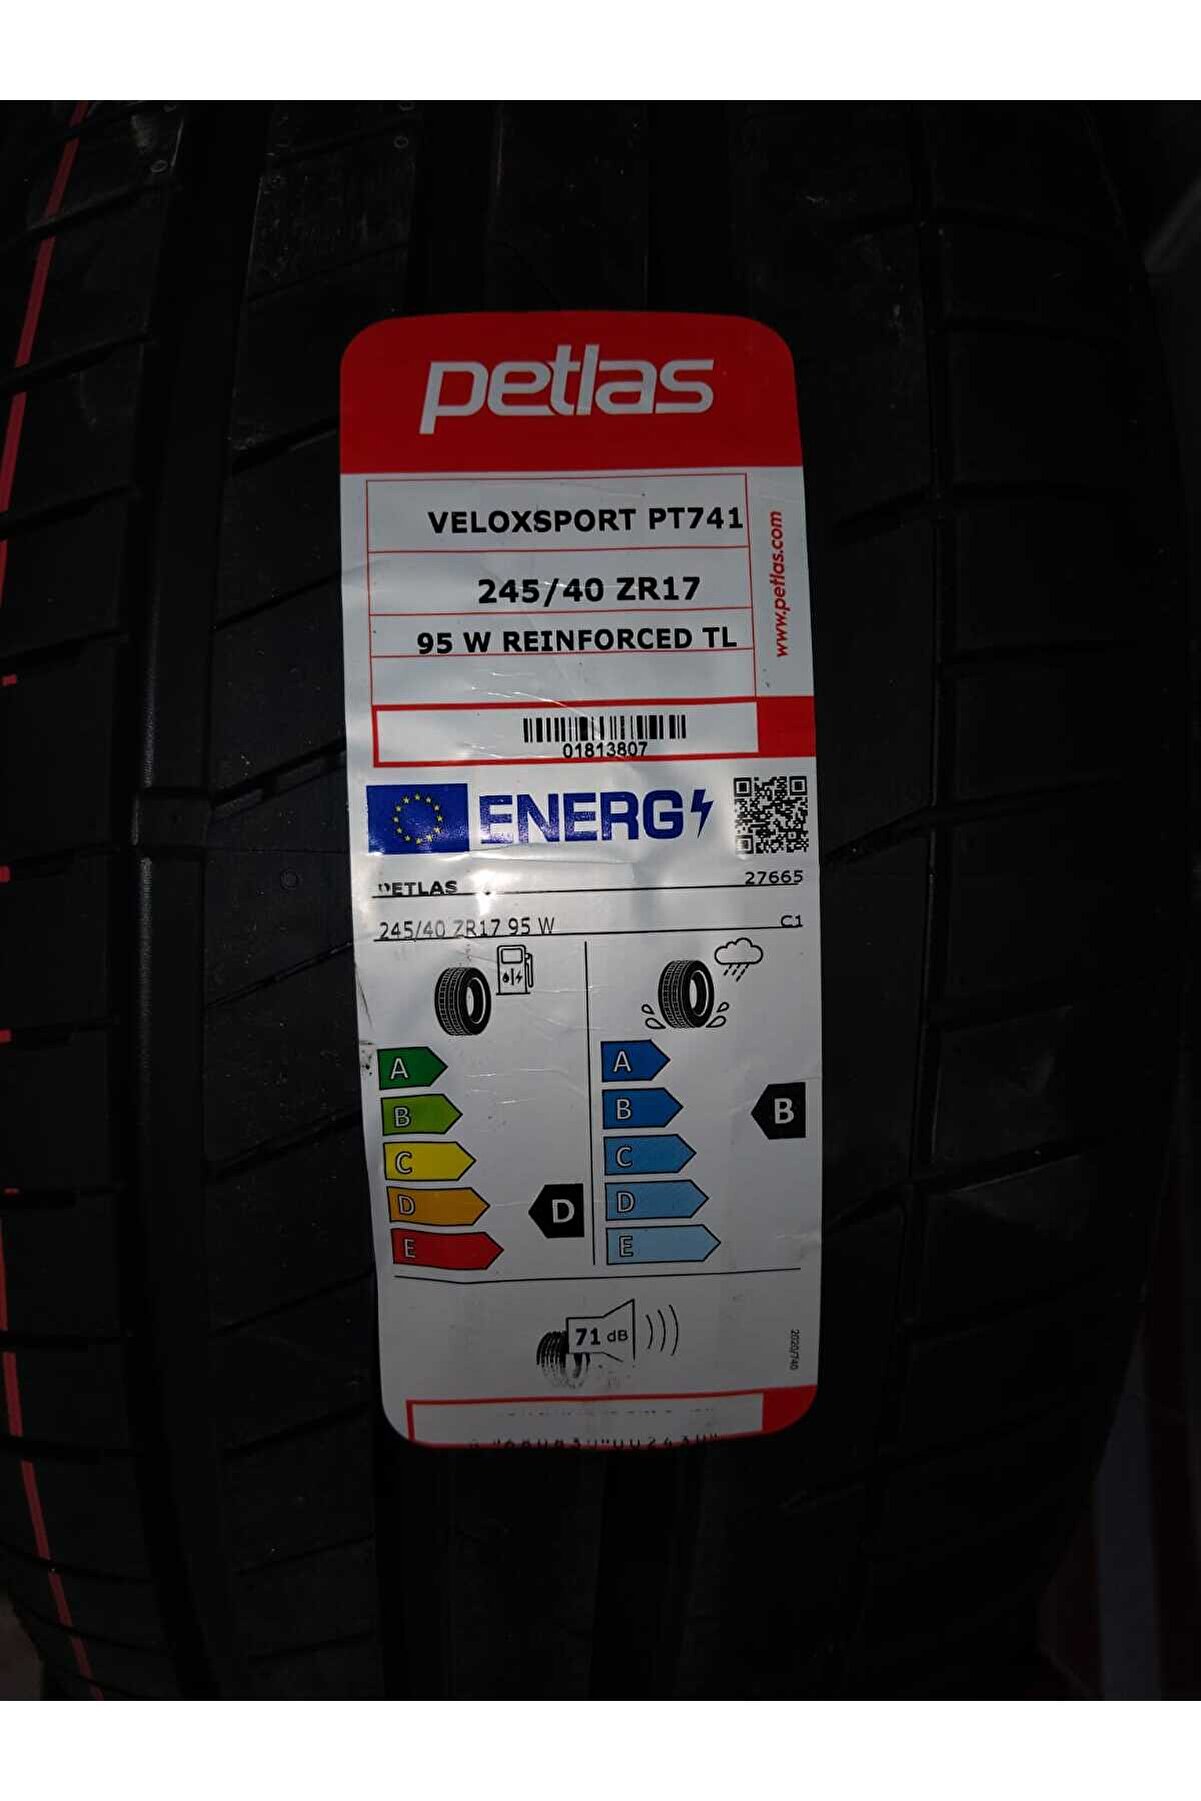 petlas
VELOXSPORT PT741
245/40 ZR17
95 W REINFORCED TL
www.petlas.com
01813807
ENERG
PETLAS 27665
245/40 ZR17 95 W C1
A
B
C
D
E
D
A
B
C
D
E
B
71 dB
2020/740